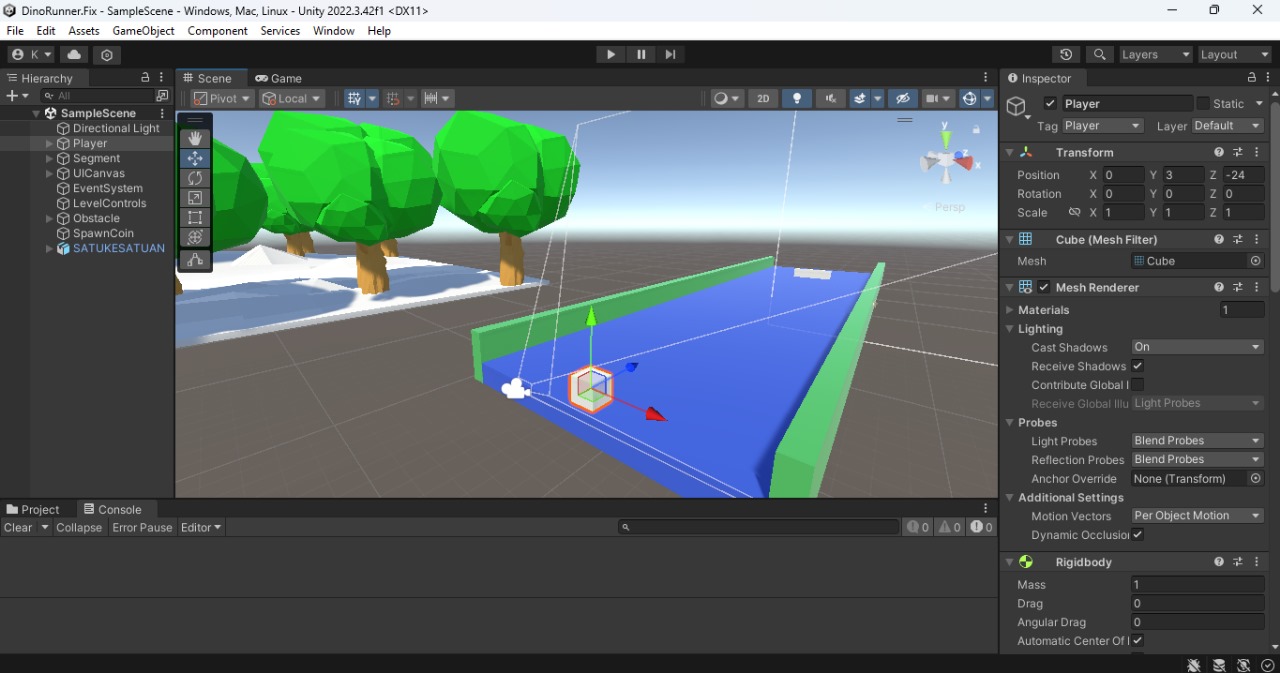 DinoRunner.Fix - SampleScene - Windows, Mac, Linux - Unity 2022.3.42f1 <DX11>
File Edit Assets GameObject Component Services Window Help
K Layers Layout
Hierarchy
All
SampleScene
Directional Light
Player
Segment
UICanvas
EventSystem
LevelControls
Obstacle
SpawnCoin
SATUKESATUAN
Scene Game
Pivot Local 2D
y
z
x
Persp
Inspector
Player Static
Tag Player Layer Default
Transform
Position X 0 Y 3 Z -24
Rotation X 0 Y 0 Z 0
Scale X 1 Y 1 Z 1
Cube (Mesh Filter)
Mesh Cube
Mesh Renderer
Materials 1
Lighting
Cast Shadows On
Receive Shadows
Contribute Global I
Receive Global Illu Light Probes
Probes
Light Probes Blend Probes
Reflection Probes Blend Probes
Anchor Override None (Transform)
Additional Settings
Motion Vectors Per Object Motion
Dynamic Occlusion
Rigidbody
Mass 1
Drag 0
Angular Drag 0
Automatic Center Of
Project Console
Clear Collapse Error Pause Editor 0 0 0